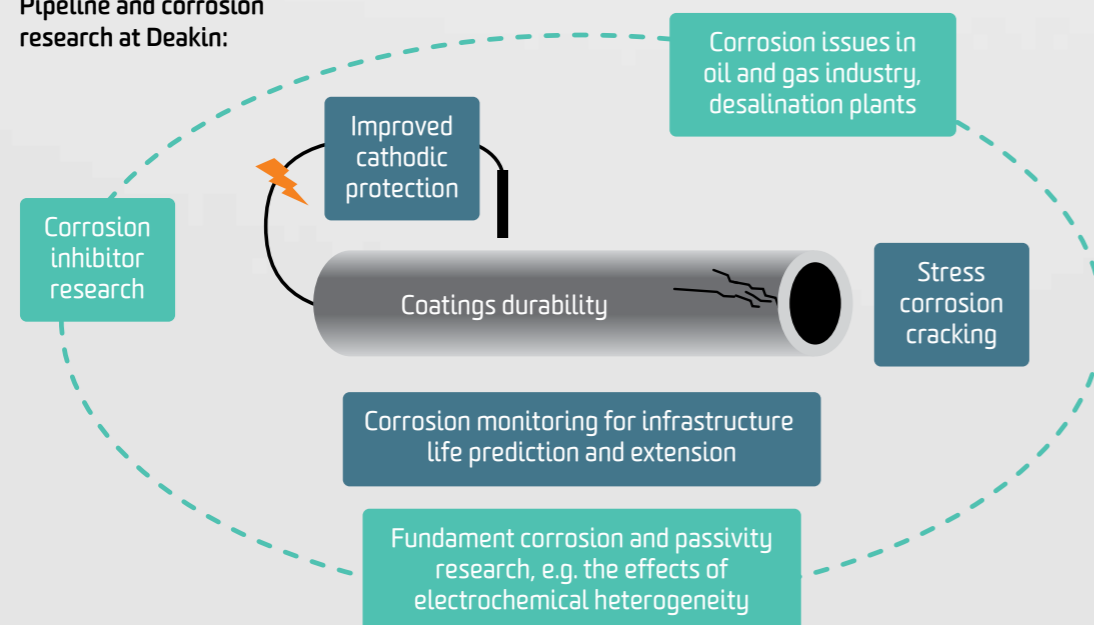 Pipeline and corrosion
research at Deakin:
Corrosion issues in
oil and gas industry,
desalination plants
Improved
cathodic
protection
Corrosion
inhibitor
research
Coatings durability
Stress
corrosion
cracking
Corrosion monitoring for infrastructure
life prediction and extension
Fundament corrosion and passivity
research, e.g. the effects of
electrochemical heterogeneity